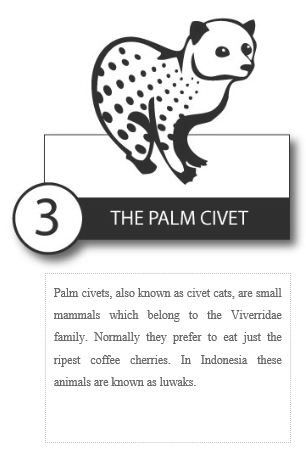 3
THE PALM CIVET
Palm civets, also known as civet cats, are small
mammals which belong to the Viverridae
family. Normally they prefer to eat just the
ripest coffee cherries. In Indonesia these
animals are known as luwaks.